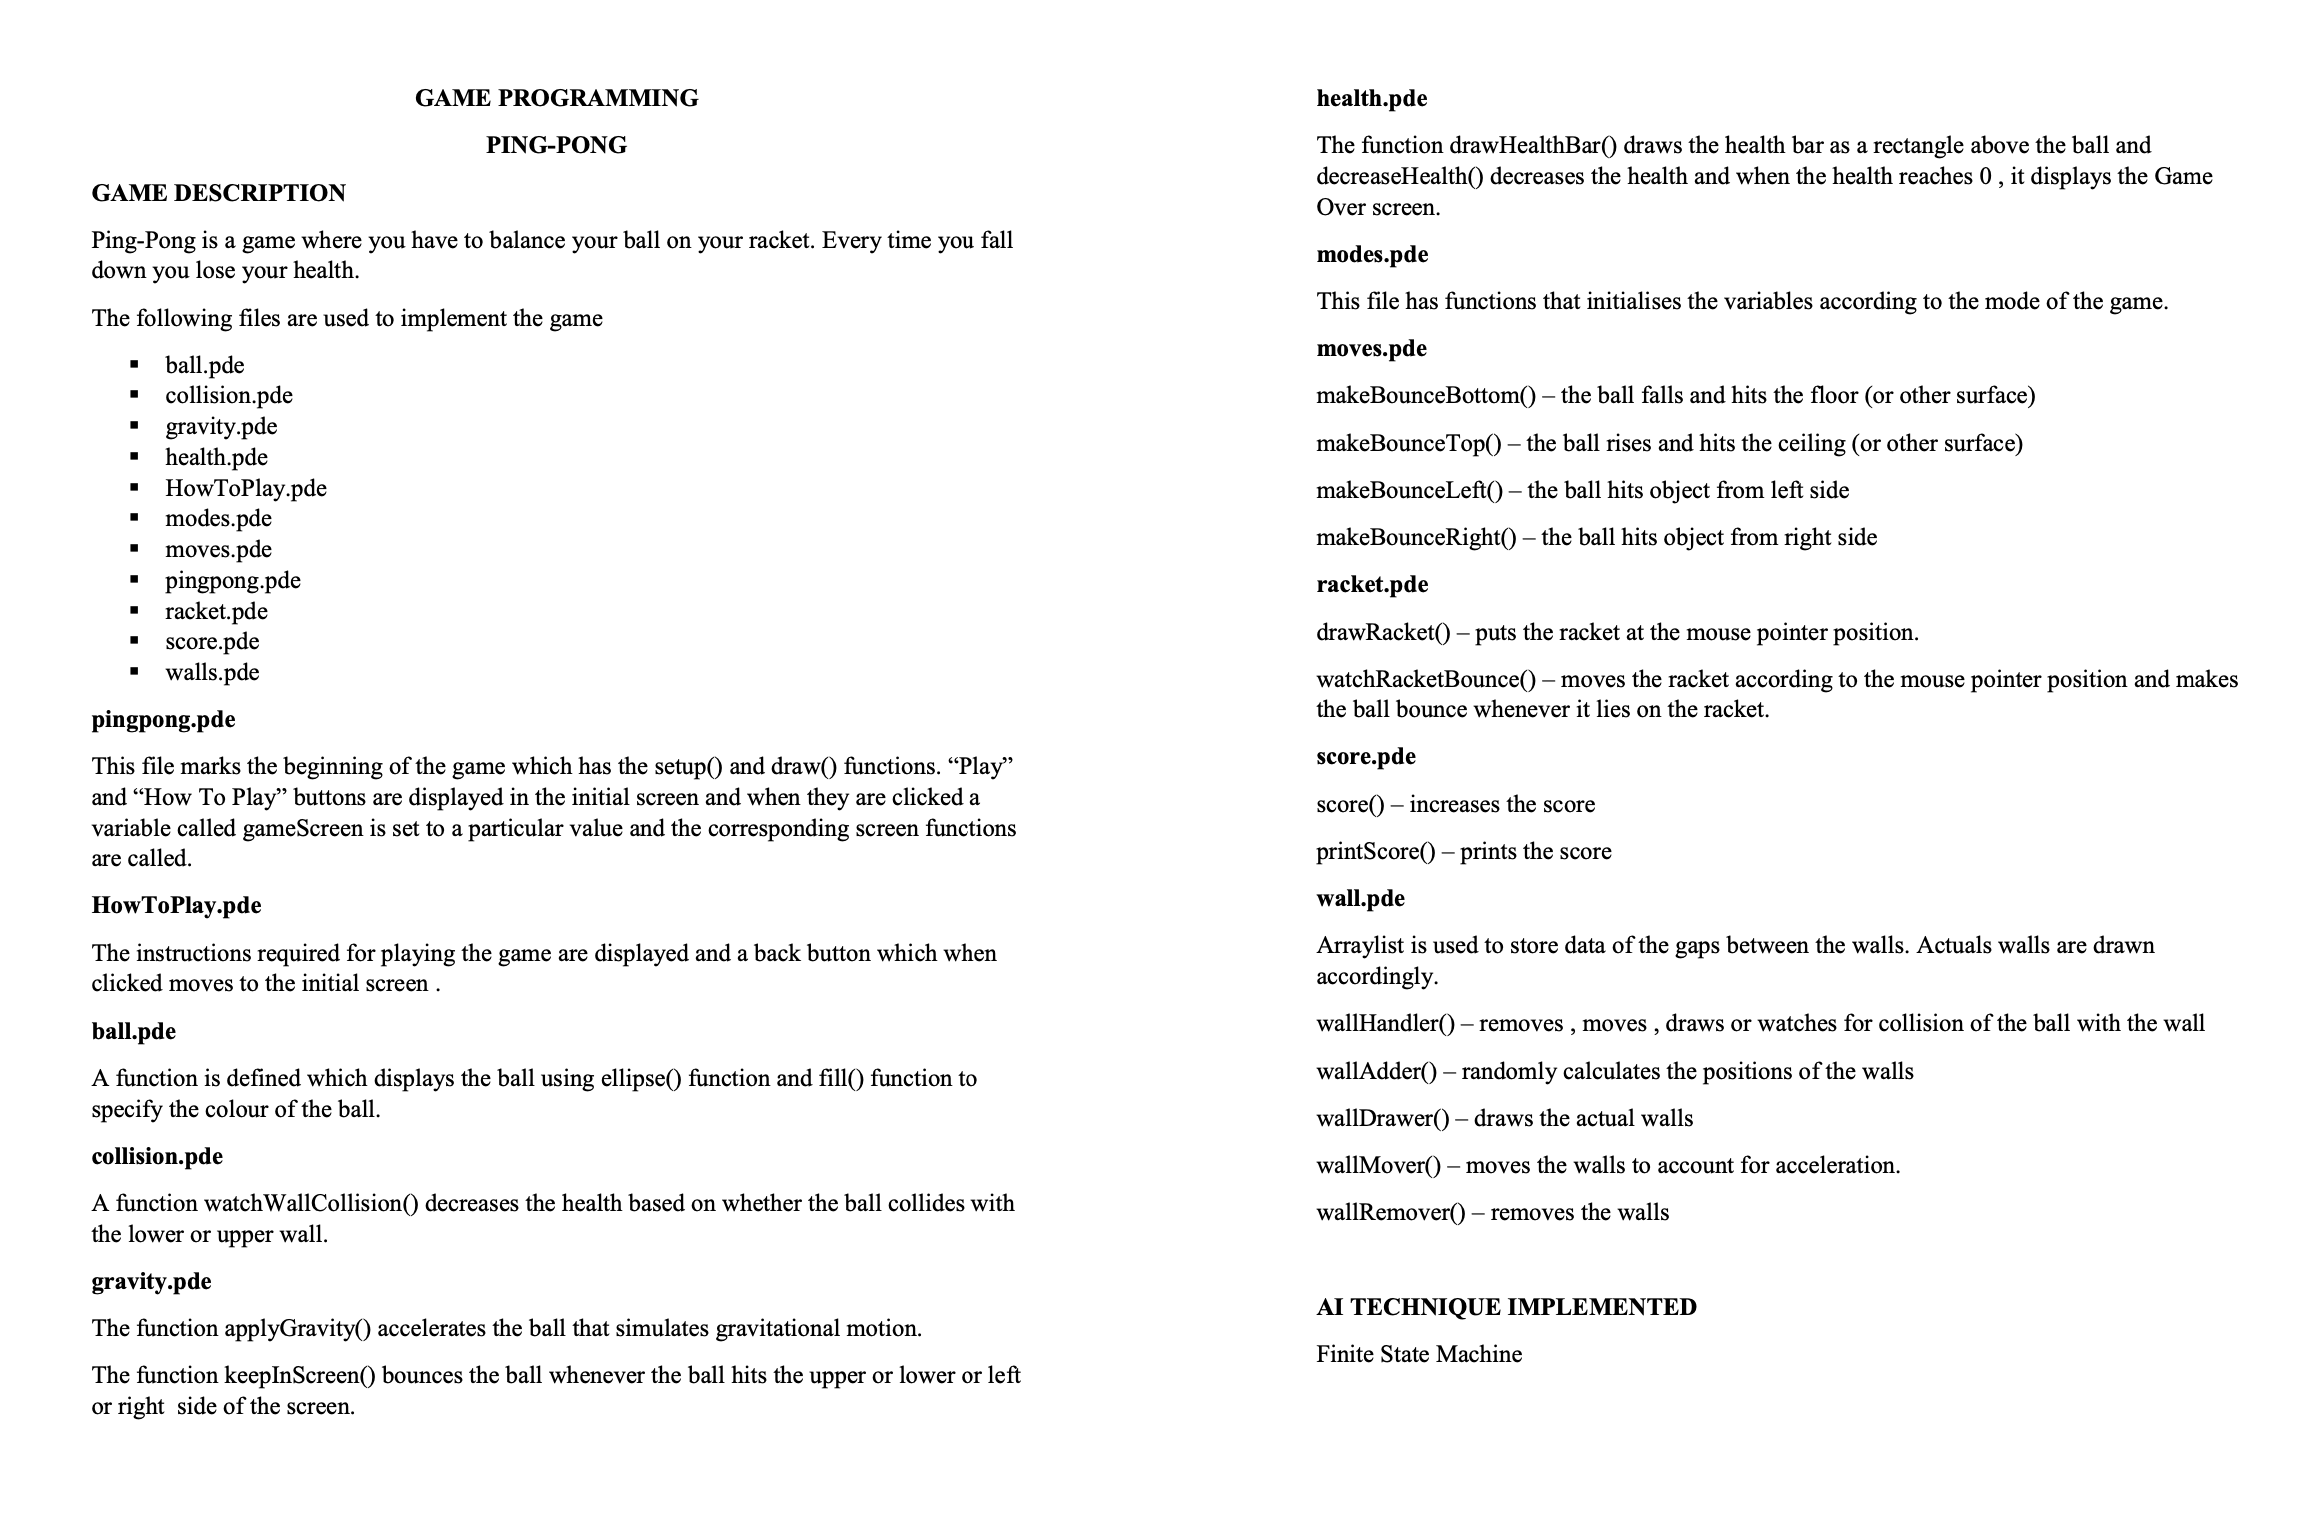 GAME PROGRAMMING
PING-PONG
GAME DESCRIPTION
Ping-Pong is a game where you have to balance your ball on your racket. Every time you fall
down you lose your health.
The following files are used to implement the game
▪ ball.pde
▪ collision.pde
▪ gravity.pde
▪ health.pde
▪ HowToPlay.pde
▪ modes.pde
▪ moves.pde
▪ pingpong.pde
▪ racket.pde
▪ score.pde
▪ walls.pde
pingpong.pde
This file marks the beginning of the game which has the setup() and draw() functions. “Play”
and “How To Play” buttons are displayed in the initial screen and when they are clicked a
variable called gameScreen is set to a particular value and the corresponding screen functions
are called.
HowToPlay.pde
The instructions required for playing the game are displayed and a back button which when
clicked moves to the initial screen .
ball.pde
A function is defined which displays the ball using ellipse() function and fill() function to
specify the colour of the ball.
collision.pde
A function watchWallCollision() decreases the health based on whether the ball collides with
the lower or upper wall.
gravity.pde
The function applyGravity() accelerates the ball that simulates gravitational motion.
The function keepInScreen() bounces the ball whenever the ball hits the upper or lower or left
or right  side of the screen.
health.pde
The function drawHealthBar() draws the health bar as a rectangle above the ball and
decreaseHealth() decreases the health and when the health reaches 0 , it displays the Game
Over screen.
modes.pde
This file has functions that initialises the variables according to the mode of the game.
moves.pde
makeBounceBottom() – the ball falls and hits the floor (or other surface)
makeBounceTop() – the ball rises and hits the ceiling (or other surface)
makeBounceLeft() – the ball hits object from left side
makeBounceRight() – the ball hits object from right side
racket.pde
drawRacket() – puts the racket at the mouse pointer position.
watchRacketBounce() – moves the racket according to the mouse pointer position and makes
the ball bounce whenever it lies on the racket.
score.pde
score() – increases the score
printScore() – prints the score
wall.pde
Arraylist is used to store data of the gaps between the walls. Actuals walls are drawn
accordingly.
wallHandler() – removes , moves , draws or watches for collision of the ball with the wall
wallAdder() – randomly calculates the positions of the walls
wallDrawer() – draws the actual walls
wallMover() – moves the walls to account for acceleration.
wallRemover() – removes the walls
AI TECHNIQUE IMPLEMENTED
Finite State Machine